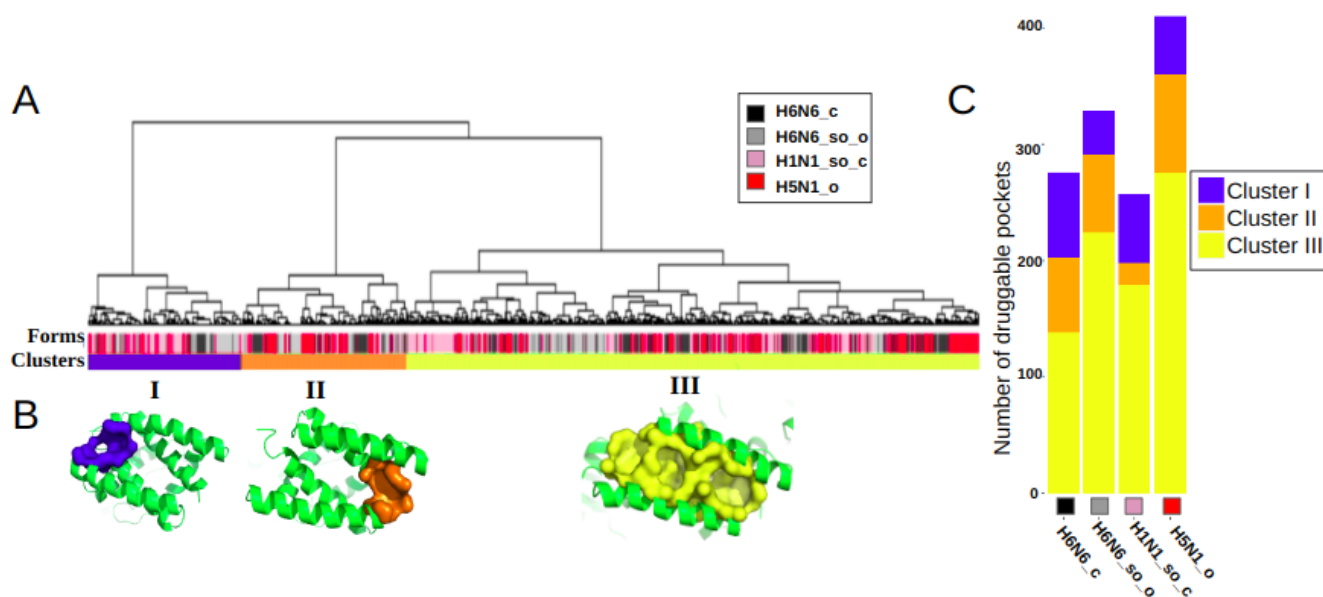 A
H6N6_c
H6N6_so_o
H1N1_so_c
H5N1_o
Forms
Clusters
I
II
III
B
C
Number of druggable pockets
400
300
200
100
0
Cluster I
Cluster II
Cluster III
H6N6_c
H6N6_so_o
H1N1_so_c
H5N1_o